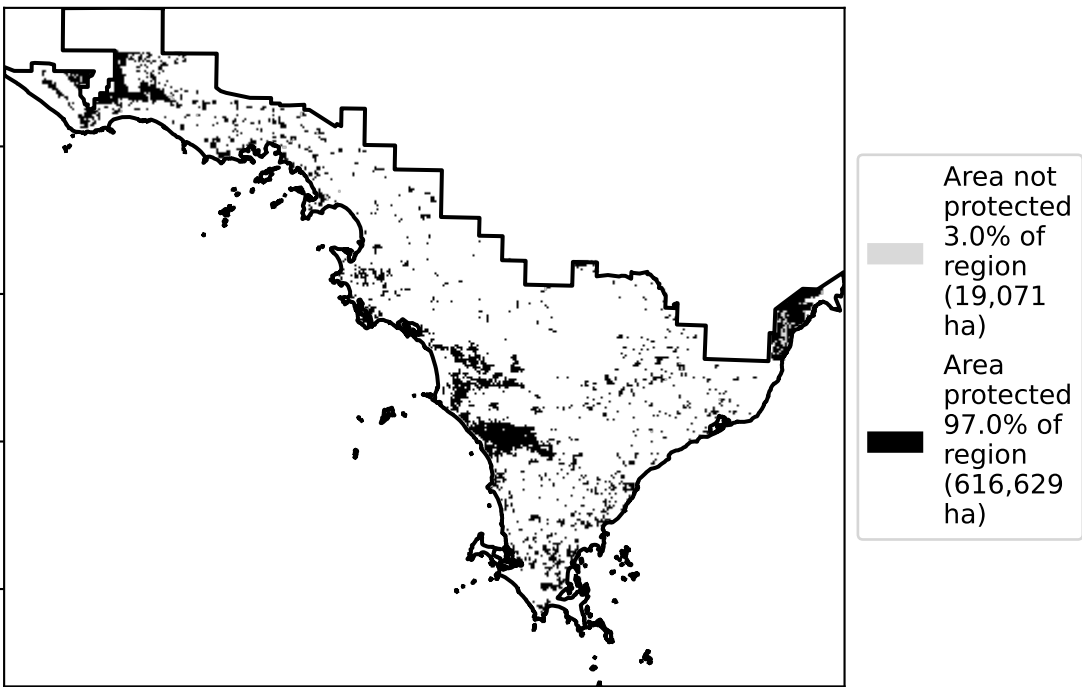 Area not
protected
3.0% of
region
(19,071
ha)
Area
protected
97.0% of
region
(616,629
ha)